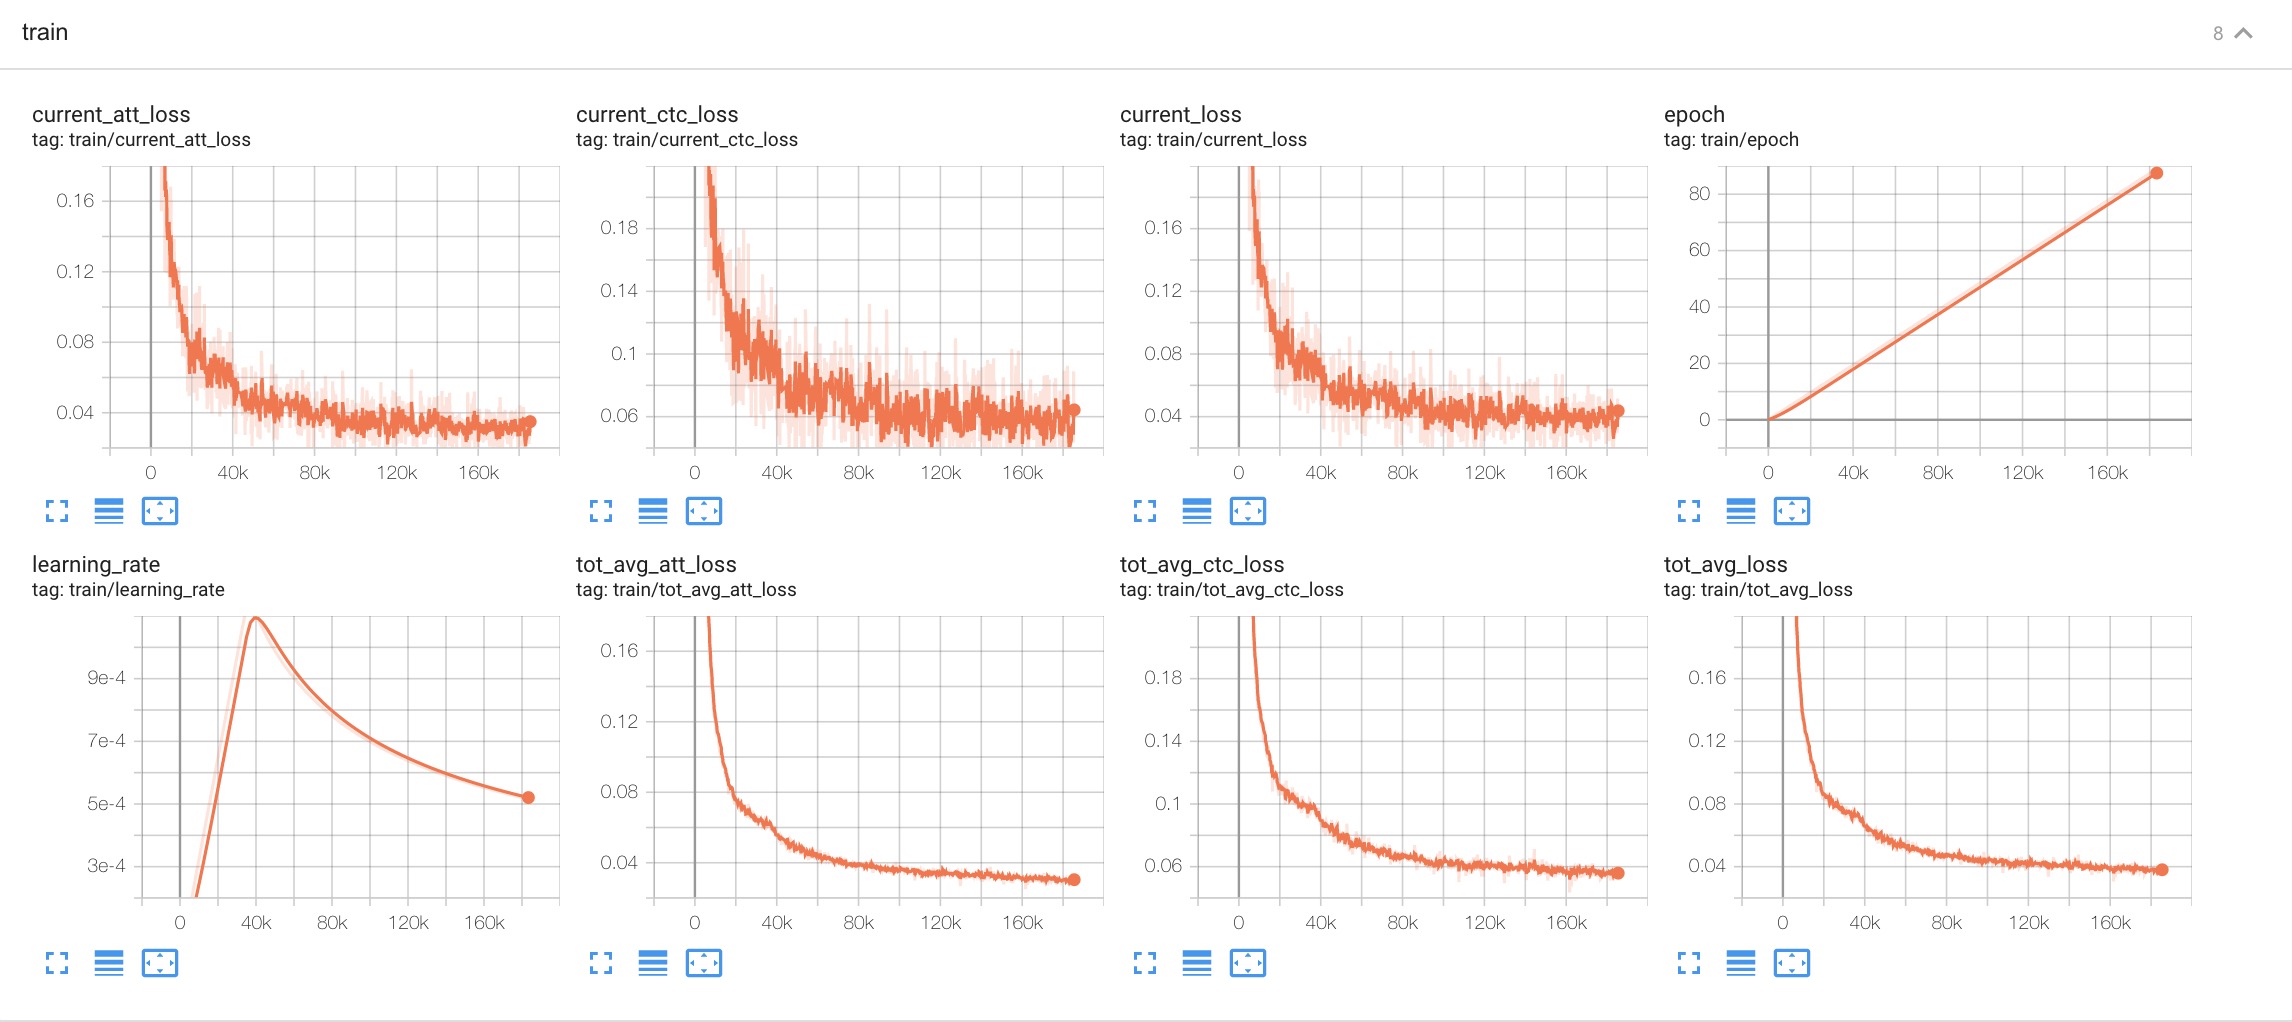 train
8
current_att_loss
tag: train/current_att_loss
0.16
0.12
0.08
0.04
0 40k 80k 120k 160k
current_ctc_loss
tag: train/current_ctc_loss
0.18
0.14
0.1
0.06
0 40k 80k 120k 160k
current_loss
tag: train/current_loss
0.16
0.12
0.08
0.04
0 40k 80k 120k 160k
epoch
tag: train/epoch
80
60
40
20
0
0 40k 80k 120k 160k
learning_rate
tag: train/learning_rate
9e-4
7e-4
5e-4
3e-4
0 40k 80k 120k 160k
tot_avg_att_loss
tag: train/tot_avg_att_loss
0.16
0.12
0.08
0.04
0 40k 80k 120k 160k
tot_avg_ctc_loss
tag: train/tot_avg_ctc_loss
0.18
0.14
0.1
0.06
0 40k 80k 120k 160k
tot_avg_loss
tag: train/tot_avg_loss
0.16
0.12
0.08
0.04
0 40k 80k 120k 160k